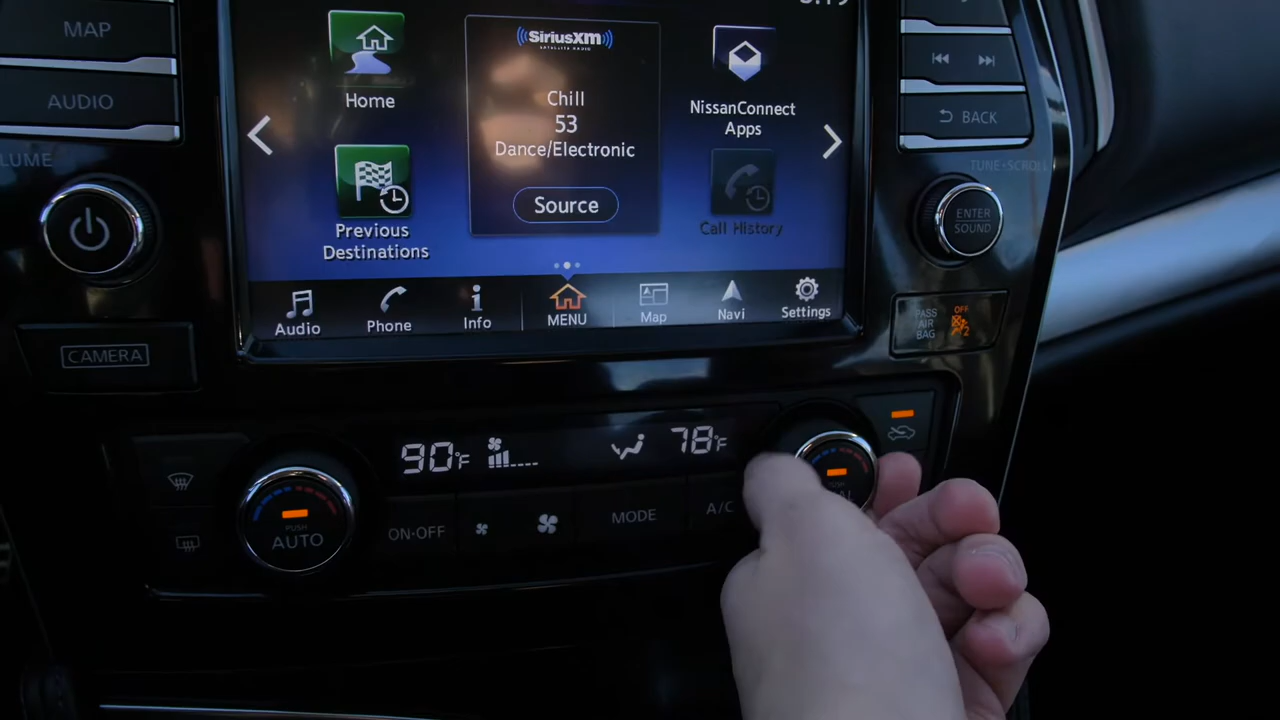 MAP
AUDIO
SiriusXM
SATELLITE RADIO
Home
Chill
53
Dance/Electronic
Source
NissanConnect
Apps
Previous
Destinations
Call History
Audio
Phone
Info
MENU
Map
Navi
Settings
BACK
TUNE•SCROLL
ENTER
SOUND
PASS
AIR
BAG
OFF
CAMERA
90°F
78°F
PUSH
AUTO
ON-OFF
MODE
A/C
PUSH